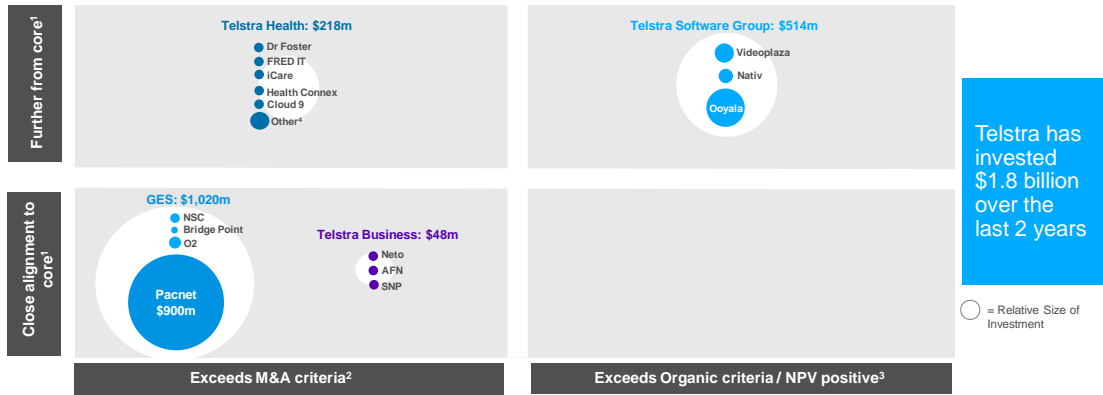 Further from core¹
Telstra Health: $218m
Dr Foster
FRED IT
iCare
Health Connex
Cloud 9
Other⁴
Telstra Software Group: $514m
Videoplaza
Nativ
Ooyala
Close alignment to
core¹
GES: $1,020m
NSC
Bridge Point
O2
Pacnet
$900m
Telstra Business: $48m
Neto
AFN
SNP
Telstra has
invested
$1.8 billion
over the
last 2 years
= Relative Size of
Investment
Exceeds M&A criteria²
Exceeds Organic criteria / NPV positive³